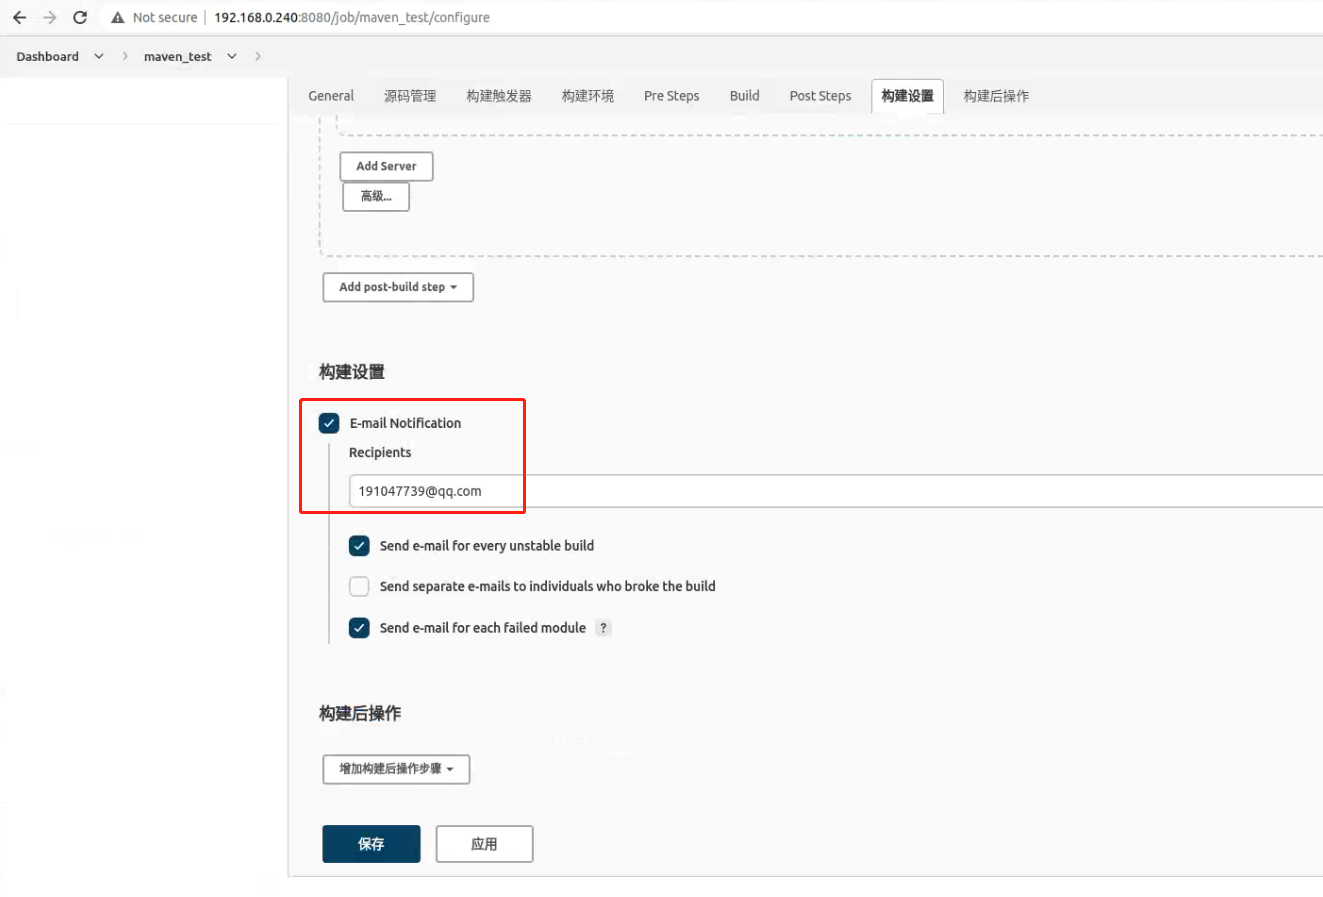 Not secure 192.168.0.240:8080/job/maven_test/configure
Dashboard maven_test
General 源码管理 构建触发器 构建环境 Pre Steps Build Post Steps 构建设置 构建后操作
Add Server
高级...
Add post-build step
构建设置
E-mail Notification
Recipients
191047739@qq.com
Send e-mail for every unstable build
Send separate e-mails to individuals who broke the build
Send e-mail for each failed module ?
构建后操作
增加构建后操作步骤
保存 应用